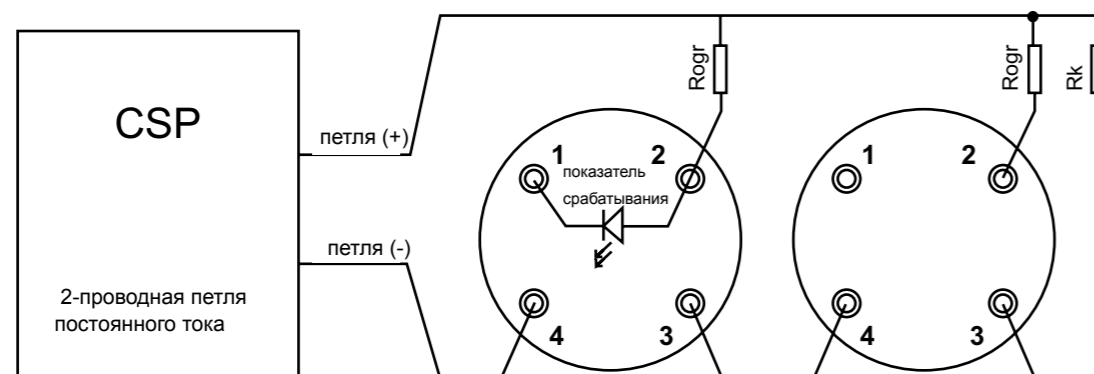 CSP
петля (+)
петля (-)
2-проводная петля
постоянного тока
Rogr
1
2
показатель
срабатывания
4
3
Rogr
Rk
1
2
4
3